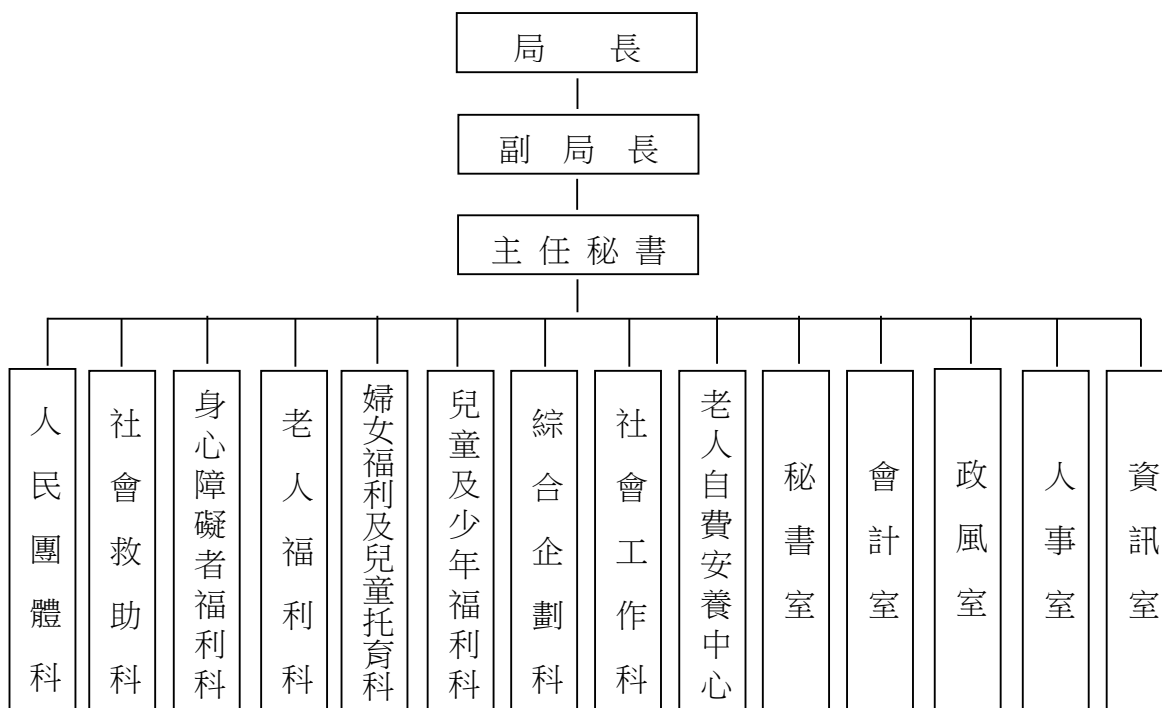 局長
副局長
主任秘書
人民團體科
社會救助科
身心障礙者福利科
老人福利科
婦女福利及兒童托育科
兒童及少年福利科
綜合企劃科
社會工作科
老人自費安養中心
秘書室
會計室
政風室
人事室
資訊室